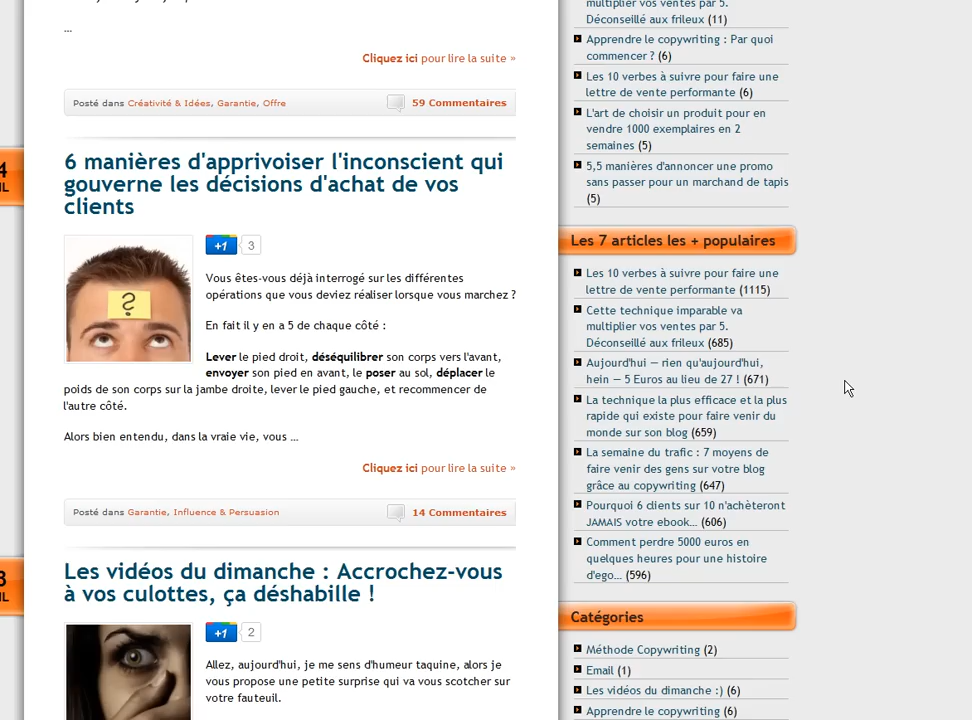 ...
Cliquez ici pour lire la suite »
Posté dans Créativité & Idées, Garantie, Offre
59 Commentaires
4
IL
6 manières d'apprivoiser l'inconscient qui
gouverne les décisions d'achat de vos
clients
+1 3
?
Vous êtes-vous déjà interrogé sur les différentes
opérations que vous deviez réaliser lorsque vous marchez ?
En fait il y en a 5 de chaque côté :
Lever le pied droit, déséquilibrer son corps vers l'avant,
envoyer son pied en avant, le poser au sol, déplacer le
poids de son corps sur la jambe droite, lever le pied gauche, et recommencer de
l'autre côté.
Alors bien entendu, dans la vraie vie, vous ...
Cliquez ici pour lire la suite »
Posté dans Garantie, Influence & Persuasion
14 Commentaires
3
IL
Les vidéos du dimanche : Accrochez-vous
à vos culottes, ça déshabille !
+1 2
Allez, aujourd'hui, je me sens d'humeur taquine, alors je
vous propose une petite surprise qui va vous scotcher sur
votre fauteuil.
multiplier vos ventes par 5.
Déconseillé aux frileux (11)
Apprendre le copywriting : Par quoi
commencer ? (6)
Les 10 verbes à suivre pour faire une
lettre de vente performante (6)
L'art de choisir un produit pour en
vendre 1000 exemplaires en 2
semaines (5)
5,5 manières d'annoncer une promo
sans passer pour un marchand de tapis
(5)
Les 7 articles les + populaires
Les 10 verbes à suivre pour faire une
lettre de vente performante (1115)
Cette technique imparable va
multiplier vos ventes par 5.
Déconseillé aux frileux (685)
Aujourd'hui — rien qu'aujourd'hui,
hein — 5 Euros au lieu de 27 ! (671)
La technique la plus efficace et la plus
rapide qui existe pour faire venir du
monde sur son blog (659)
La semaine du trafic : 7 moyens de
faire venir des gens sur votre blog
grâce au copywriting (647)
Pourquoi 6 clients sur 10 n'achèteront
JAMAIS votre ebook... (606)
Comment perdre 5000 euros en
quelques heures pour une histoire
d'ego... (596)
Catégories
Méthode Copywriting (2)
Email (1)
Les vidéos du dimanche :) (6)
Apprendre le copywriting (6)